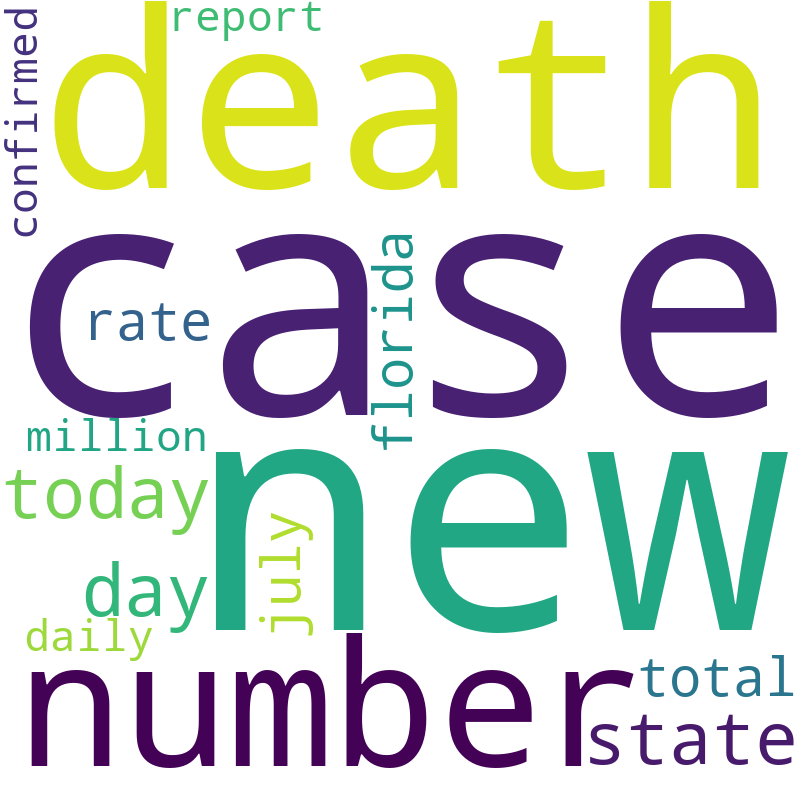 report
confirmed
death
case
rate
florida
million
new
today
july
day
daily
number
total
state